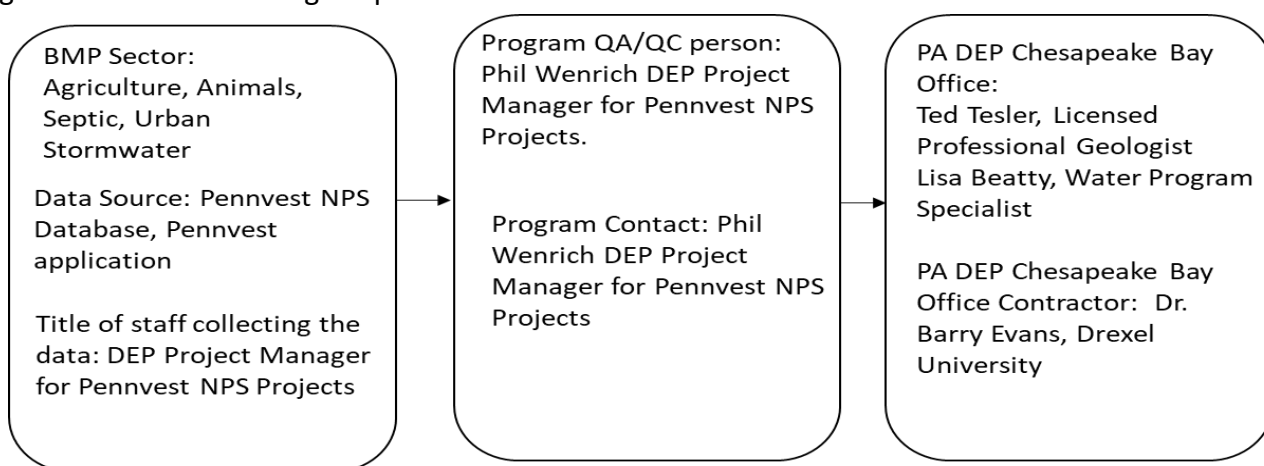 BMP Sector:
Agriculture, Animals,
Septic, Urban
Stormwater
Data Source: Pennvest NPS
Database, Pennvest
application
Title of staff collecting the
data: DEP Project Manager
for Pennvest NPS Projects
Program QA/QC person:
Phil Wenrich DEP Project
Manager for Pennvest NPS
Projects.
Program Contact: Phil
Wenrich DEP Project
Manager for Pennvest NPS
Projects
PA DEP Chesapeake Bay
Office:
Ted Tesler, Licensed
Professional Geologist
Lisa Beatty, Water Program
Specialist
PA DEP Chesapeake Bay
Office Contractor: Dr.
Barry Evans, Drexel
University